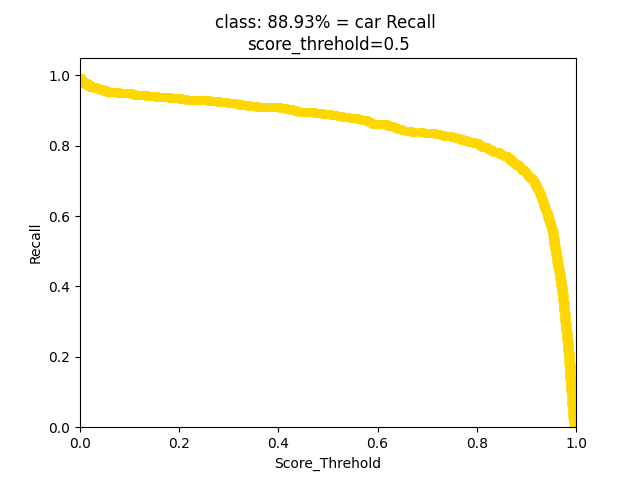 class: 88.93% = car Recall
score_threhold=0.5
1.0
0.8
0.6
0.4
0.2
0.0
Recall
0.0 0.2 0.4 0.6 0.8 1.0
Score_Threhold